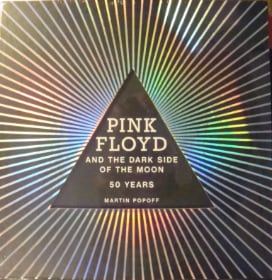 PINK
FLOYD
AND THE DARK SIDE
OF THE MOON
50 YEARS
MARTIN POPOFF